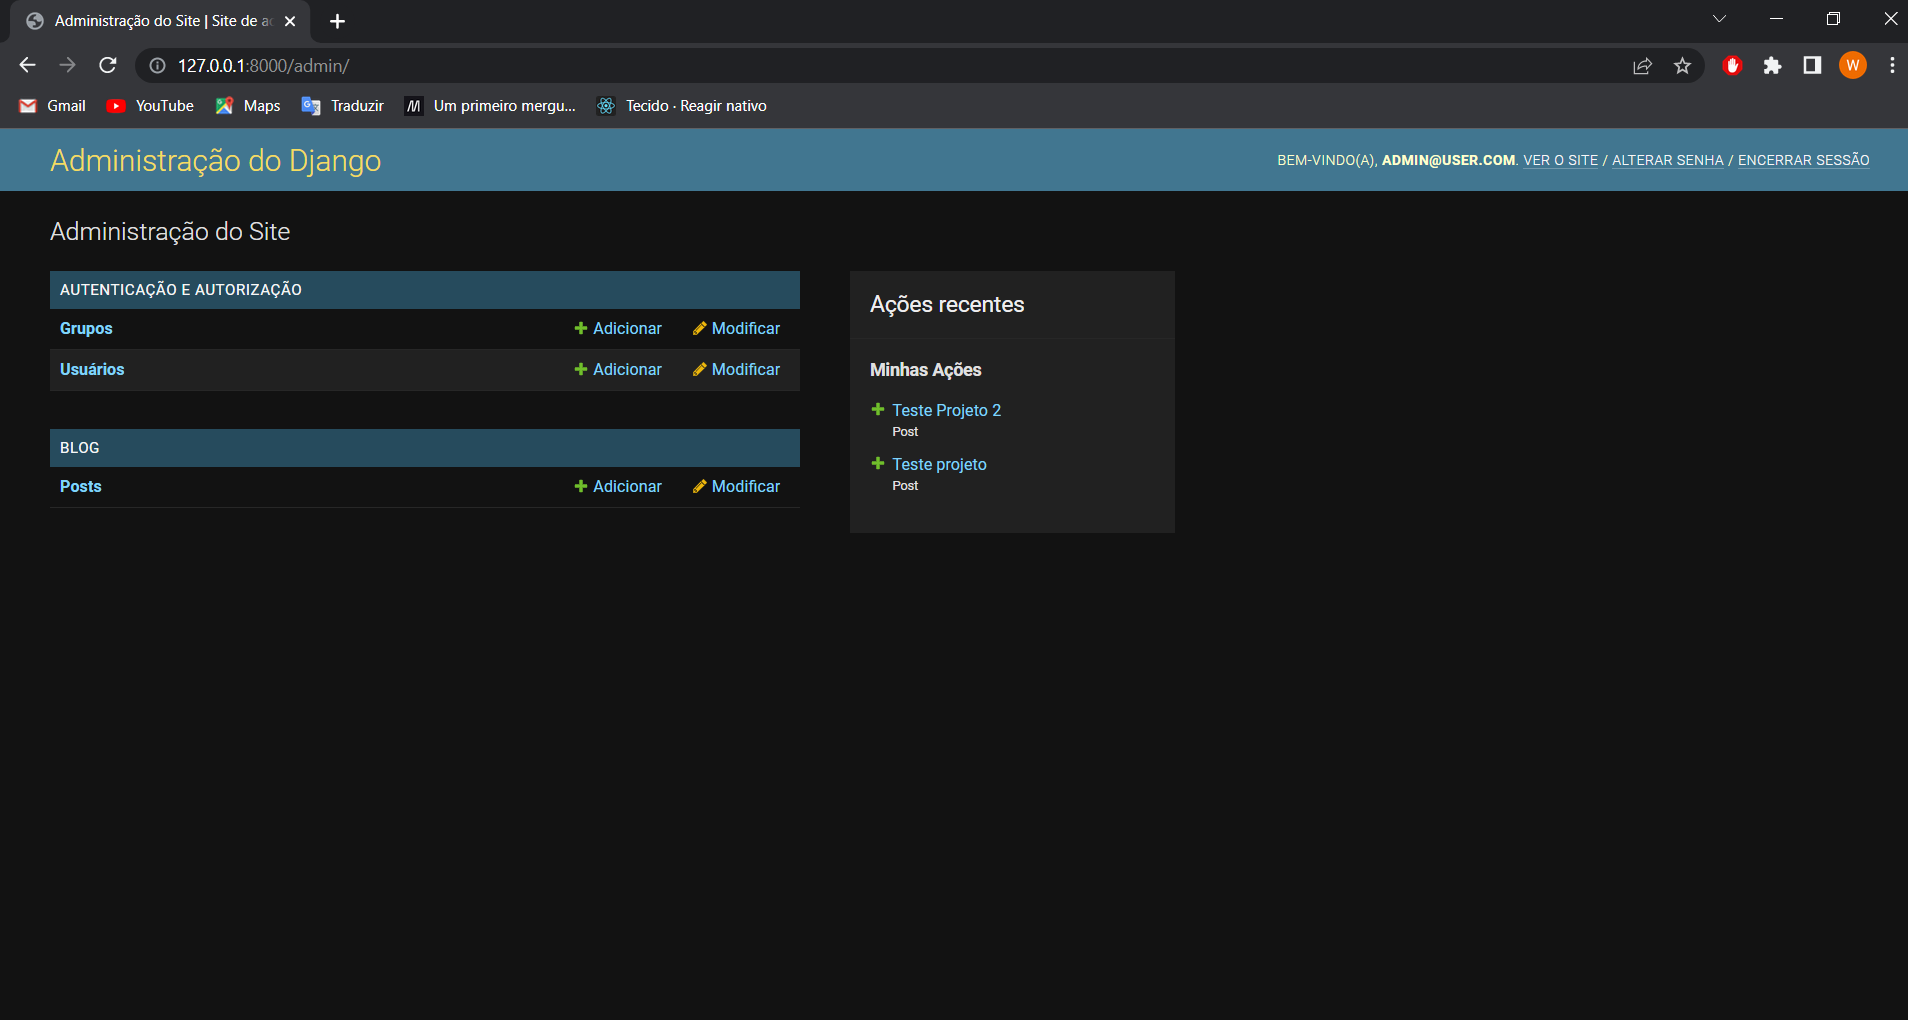 Administração do Site | Site de
127.0.0.1:8000/admin/
W
Gmail
YouTube
Maps
Traduzir
Um primeiro mergu...
Tecido · Reagir nativo
Administração do Django
BEM-VINDO(A), ADMIN@USER.COM. VER O SITE / ALTERAR SENHA / ENCERRAR SESSÃO
Administração do Site
AUTENTICAÇÃO E AUTORIZAÇÃO
Grupos
Adicionar
Modificar
Usuários
Adicionar
Modificar
BLOG
Posts
Adicionar
Modificar
Ações recentes
Minhas Ações
Teste Projeto 2
Post
Teste projeto
Post